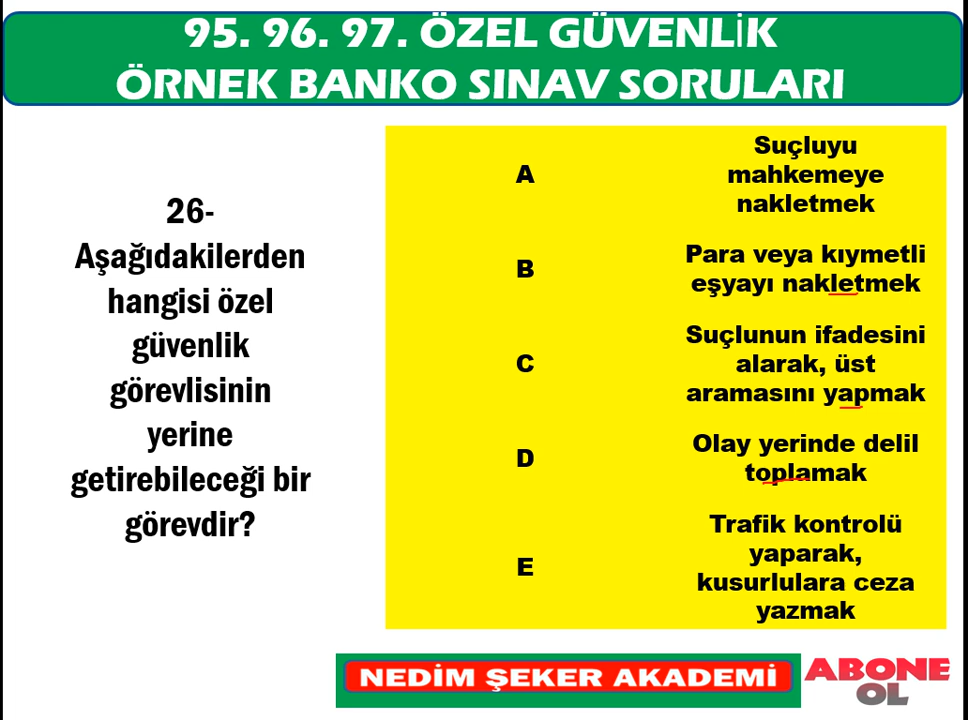 95. 96. 97. ÖZEL GÜVENLİK
ÖRNEK BANKO SINAV SORULARI
26-
Aşağıdakilerden
hangisi özel
güvenlik
görevlisinin
yerine
getirebileceği bir
görevdir?
A
Suçluyu
mahkemeye
nakletmek
B
Para veya kıymetli
eşyayı nakletmek
C
Suçlunun ifadesini
alarak, üst
aramasını yapmak
D
Olay yerinde delil
toplamak
E
Trafik kontrolü
yaparak,
kusurlulara ceza
yazmak
NEDİM ŞEKER AKADEMİ
ABONE
OL